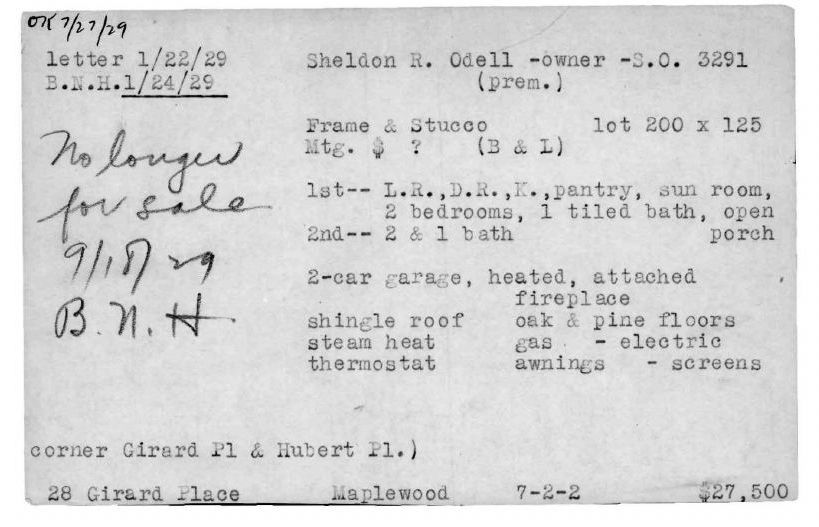 OK 7/27/29
letter 1/22/29
B.N.H.1/24/29
Sheldon R. Odell -owner -S.O. 3291
(prem.)
No longer
for sale
9/18/29
B.N.H.
Frame & Stucco lot 200 x 125
Mtg. $ ? (B & L)
1st-- L.R.,D.R.,K.,pantry, sun room,
2 bedrooms, 1 tiled bath, open
2nd-- 2 & 1 bath porch
2-car garage, heated, attached
fireplace
shingle roof oak & pine floors
steam heat gas - electric
thermostat awnings - screens
corner Girard Pl & Hubert Pl.)
28 Girard Place Maplewood 7-2-2 $27,500